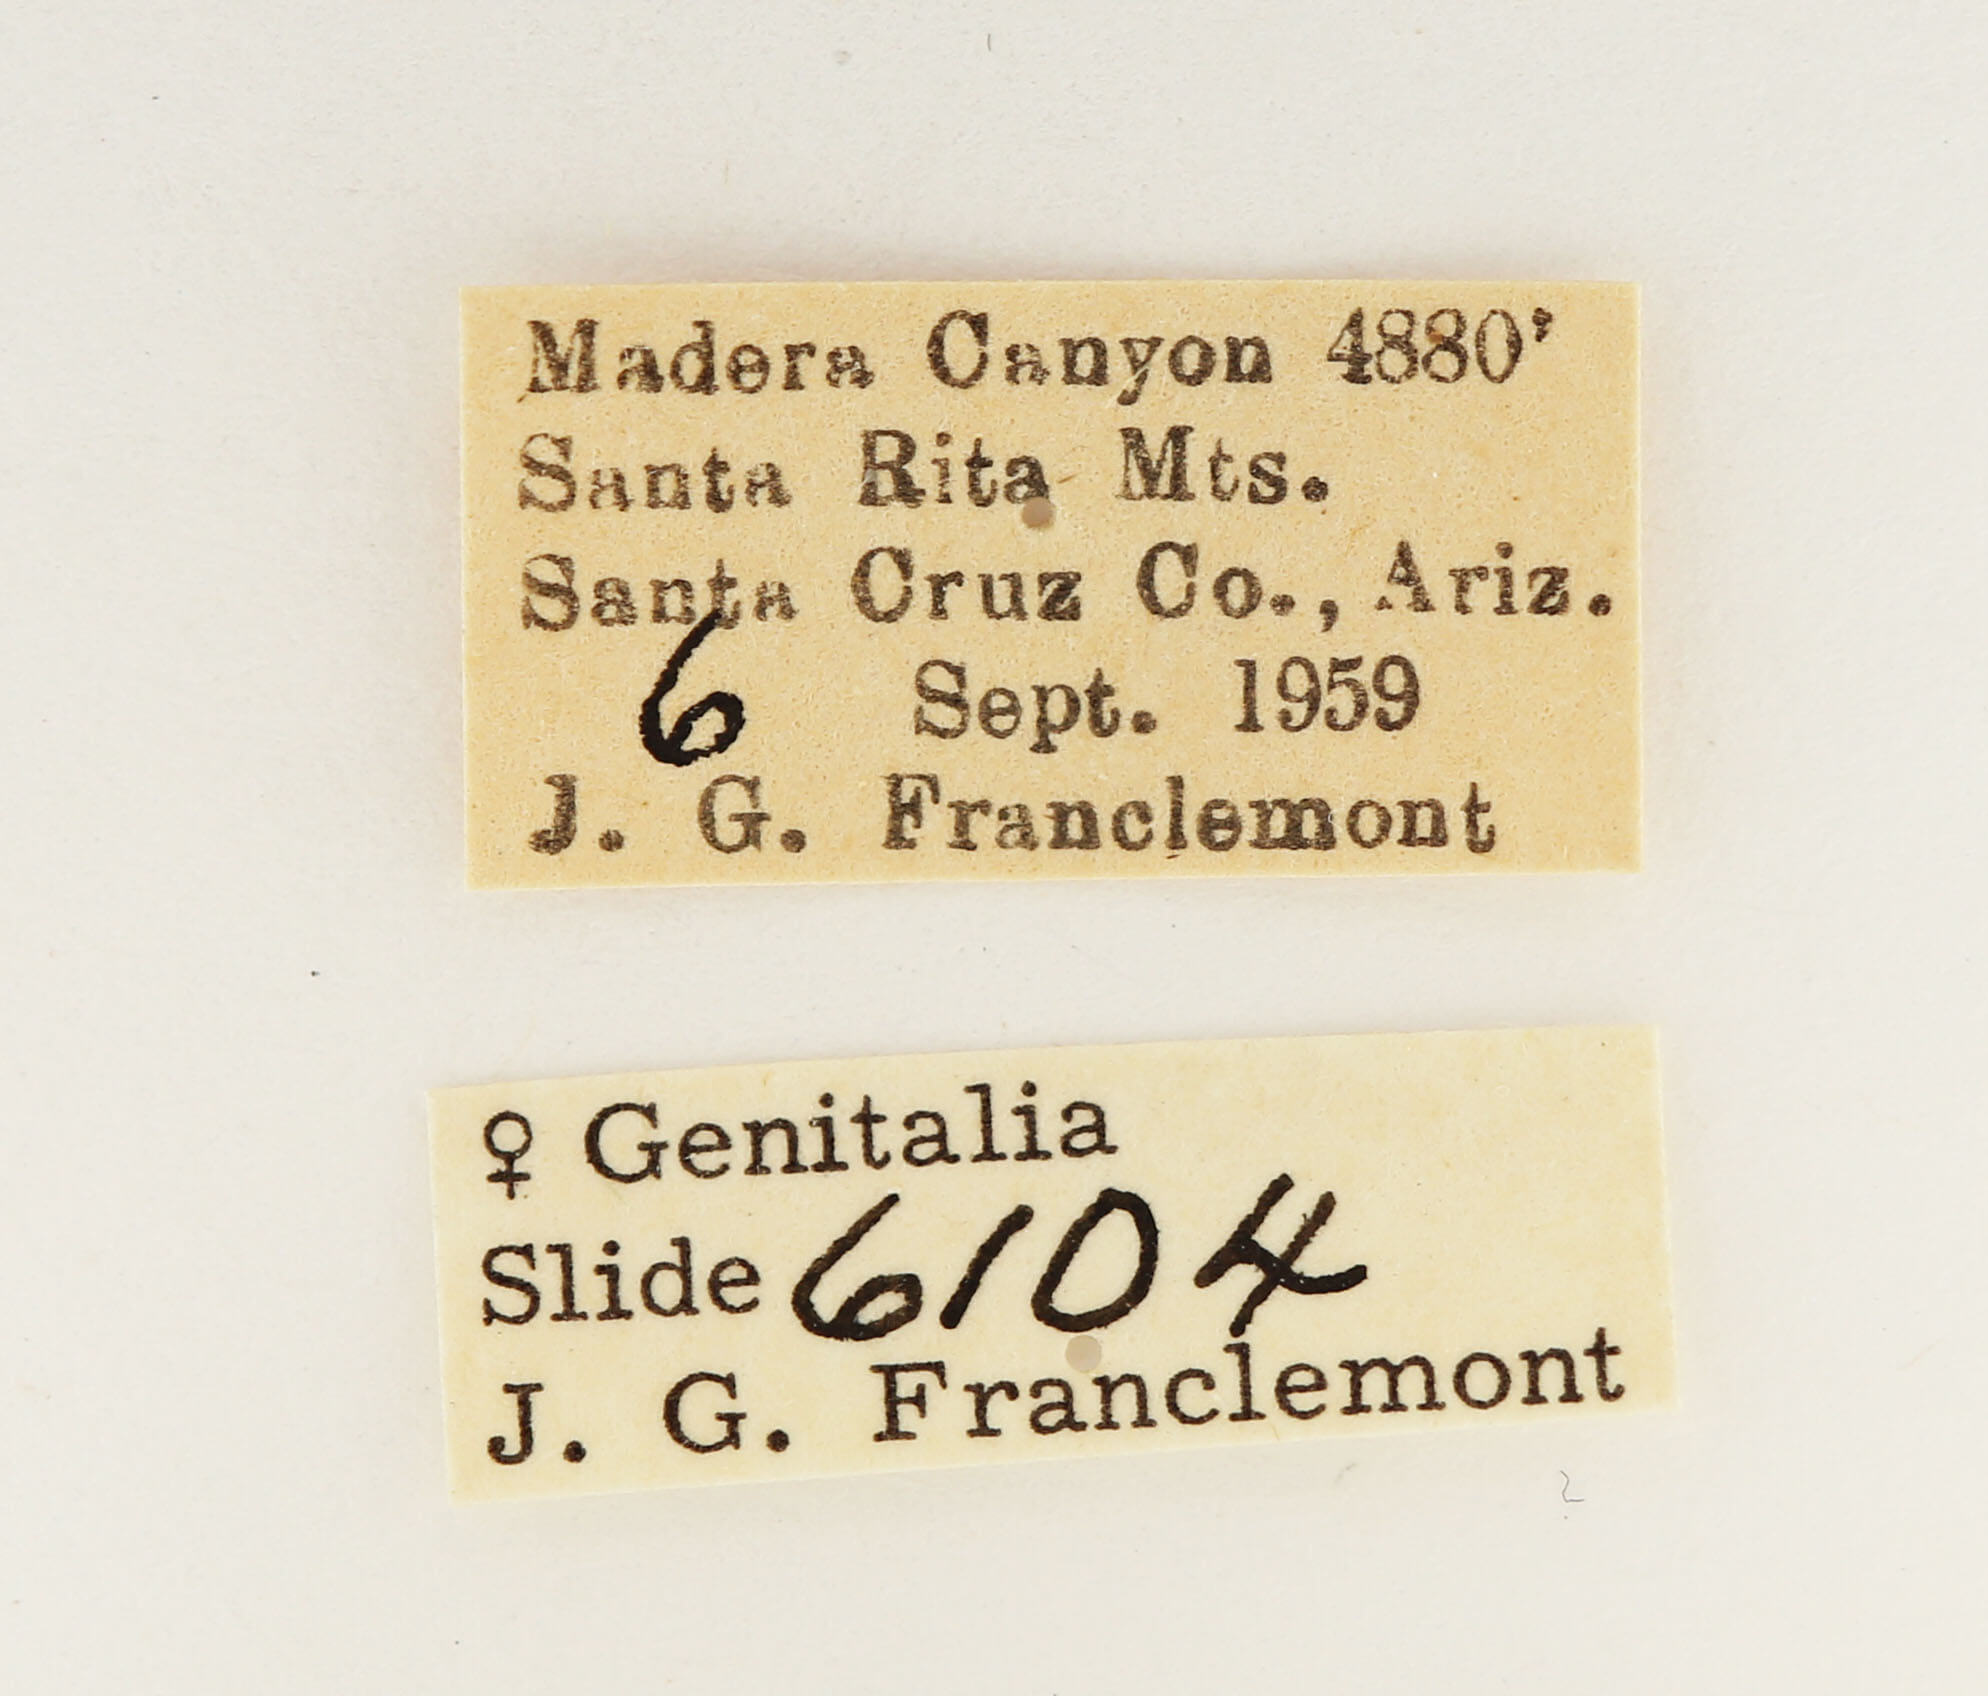 Madera Canyon 4880'
Santa Rita Mts.
Santa Cruz Co., Ariz.
6 Sept. 1959
J. G. Franclemont
♀ Genitalia
Slide 6104
J. G. Franclemont